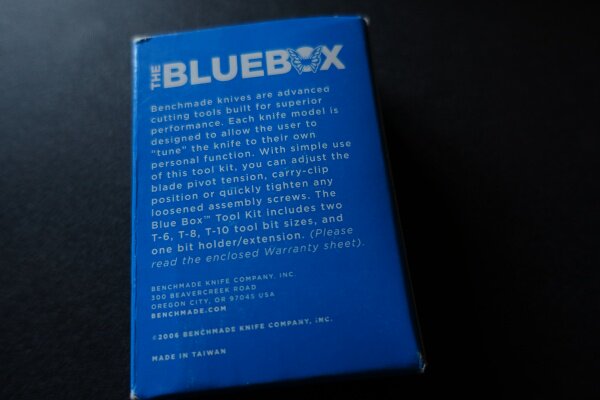 THE BLUEBOX
Benchmade knives are advanced
cutting tools built for superior
performance. Each knife model is
designed to allow the user to
"tune" the knife to their own
personal function. With simple use
of this tool kit, you can adjust the
blade pivot tension, carry-clip
position or quickly tighten any
loosened assembly screws. The
Blue Box™ Tool Kit includes two
T-6, T-8, T-10 tool bit sizes, and
one bit holder/extension. (Please
read the enclosed Warranty sheet).
BENCHMADE KNIFE COMPANY, INC.
300 BEAVERCREEK ROAD
OREGON CITY, OR 97045 USA
BENCHMADE.COM
©2006 BENCHMADE KNIFE COMPANY, INC.
MADE IN TAIWAN